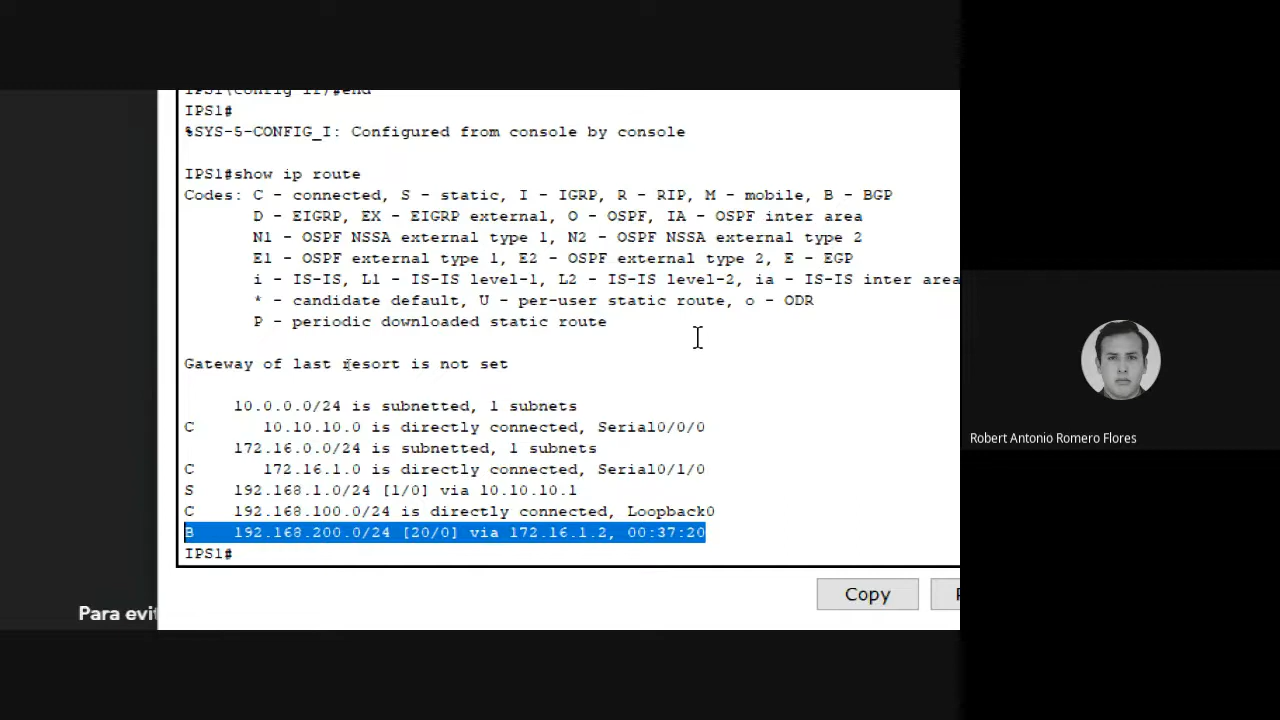 IPS1#
%SYS-5-CONFIG_I: Configured from console by console
IPS1#show ip route
Codes: C - connected, S - static, I - IGRP, R - RIP, M - mobile, B - BGP
D - EIGRP, EX - EIGRP external, O - OSPF, IA - OSPF inter area
N1 - OSPF NSSA external type 1, N2 - OSPF NSSA external type 2
E1 - OSPF external type 1, E2 - OSPF external type 2, E - EGP
i - IS-IS, L1 - IS-IS level-1, L2 - IS-IS level-2, ia - IS-IS inter area
* - candidate default, U - per-user static route, o - ODR
P - periodic downloaded static route
Gateway of last resort is not set
10.0.0.0/24 is subnetted, 1 subnets
C 10.10.10.0 is directly connected, Serial0/0/0
172.16.0.0/24 is subnetted, 1 subnets
C 172.16.1.0 is directly connected, Serial0/1/0
S 192.168.1.0/24 [1/0] via 10.10.10.1
C 192.168.100.0/24 is directly connected, Loopback0
B 192.168.200.0/24 [20/0] via 172.16.1.2, 00:37:20
IPS1#
Copy
Para evit
Robert Antonio Romero Flores